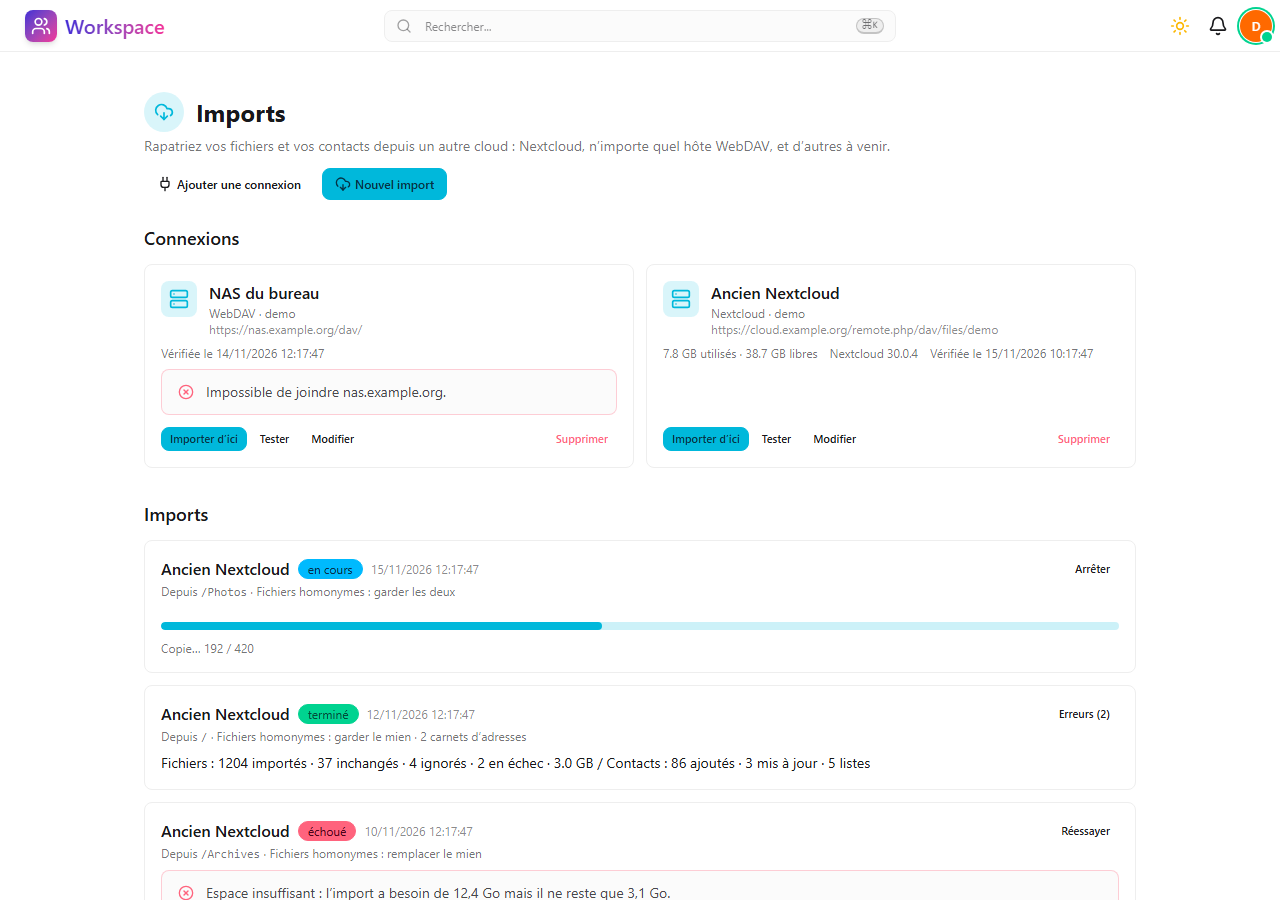 Workspace
Rechercher...
⌘K
D
Imports
Rapatriez vos fichiers et vos contacts depuis un autre cloud : Nextcloud, n’importe quel hôte WebDAV, et d’autres à venir.
Ajouter une connexion
Nouvel import
Connexions
NAS du bureau
WebDAV · demo
https://nas.example.org/dav/
Vérifiée le 14/11/2026 12:17:47
Impossible de joindre nas.example.org.
Importer d’ici
Tester
Modifier
Supprimer
Ancien Nextcloud
Nextcloud · demo
https://cloud.example.org/remote.php/dav/files/demo
7.8 GB utilisés · 38.7 GB libres Nextcloud 30.0.4 Vérifiée le 15/11/2026 10:17:47
Importer d’ici
Tester
Modifier
Supprimer
Imports
Ancien Nextcloud en cours 15/11/2026 12:17:47 Arrêter
Depuis /Photos · Fichiers homonymes : garder les deux
Copie... 192 / 420
Ancien Nextcloud terminé 12/11/2026 12:17:47 Erreurs (2)
Depuis / · Fichiers homonymes : garder le mien · 2 carnets d’adresses
Fichiers : 1204 importés · 37 inchangés · 4 ignorés · 2 en échec · 3.0 GB / Contacts : 86 ajoutés · 3 mis à jour · 5 listes
Ancien Nextcloud échoué 10/11/2026 12:17:47 Réessayer
Depuis /Archives · Fichiers homonymes : remplacer le mien
Espace insuffisant : l’import a besoin de 12,4 Go mais il ne reste que 3,1 Go.